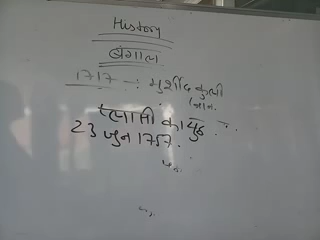 History
बंगाल
1717 - : मुर्शीद कुली
खान.
प्लासी का युद्ध
23 जुन 1757.